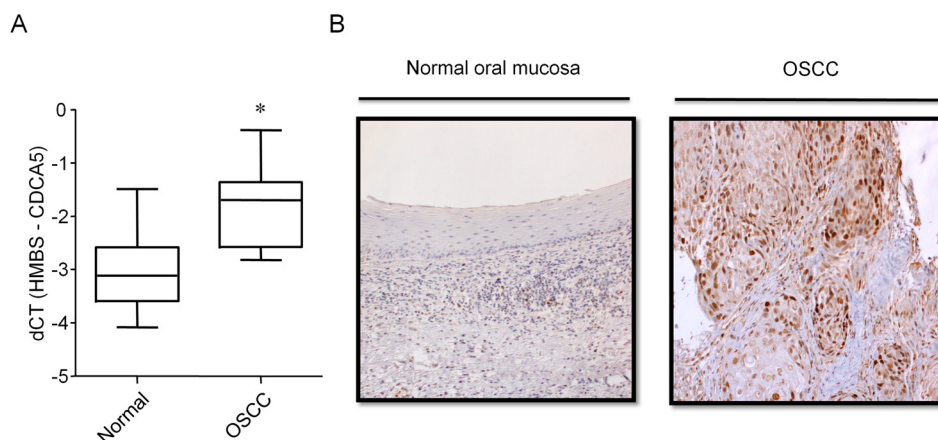 A
B
Normal oral mucosa
OSCC
dCT (HMBS - CDCA5)
0
-1
-2
-3
-4
-5
*
Normal
OSCC